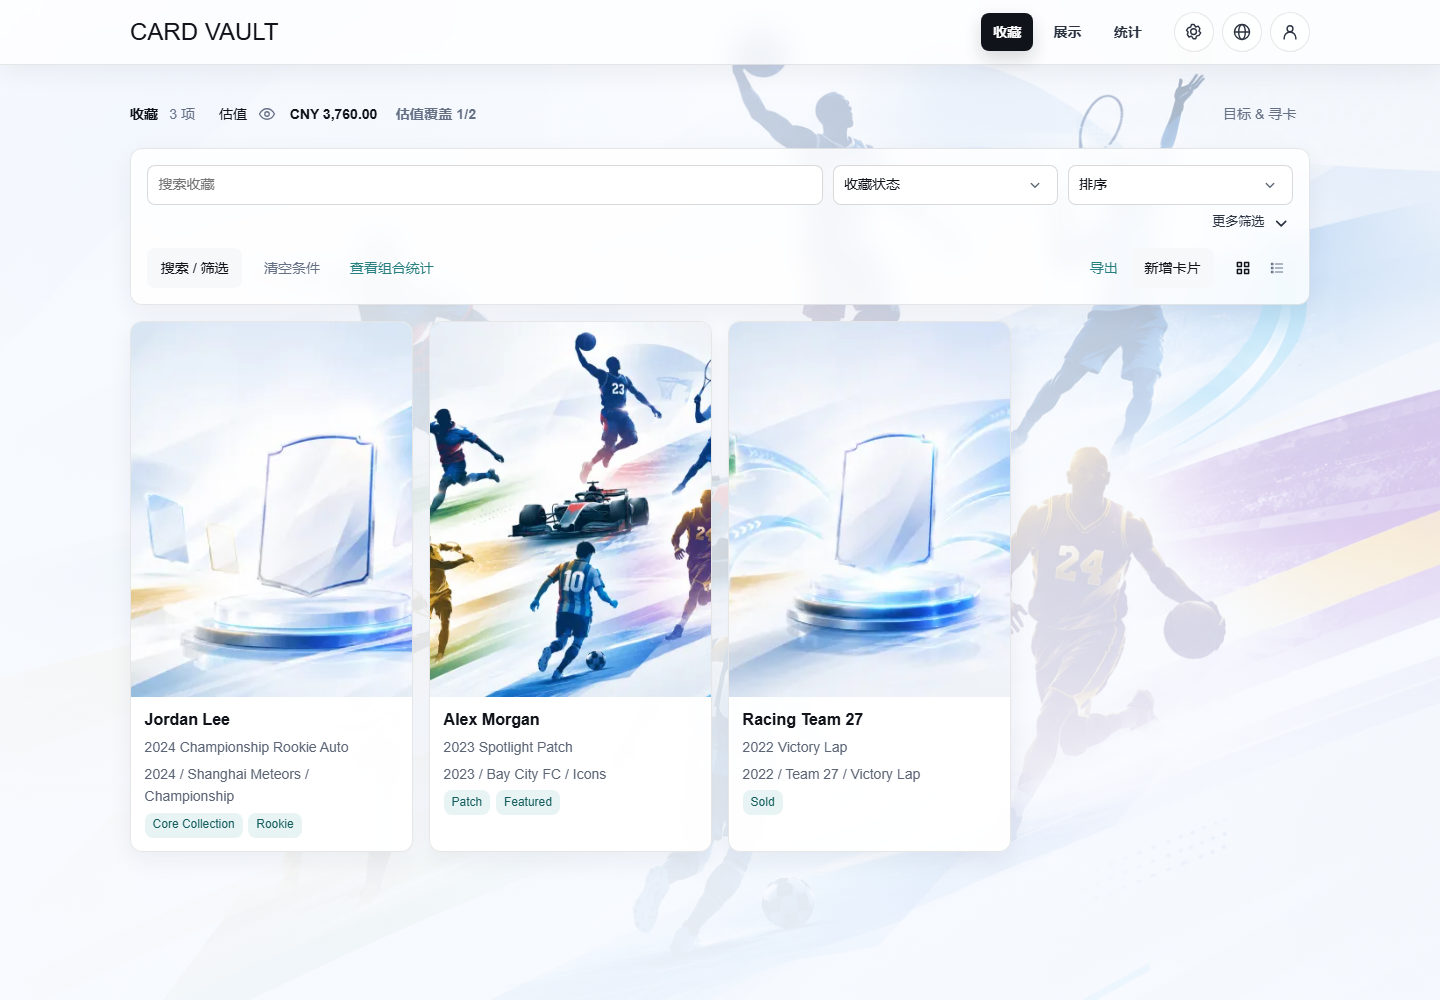 CARD VAULT
收藏 展示 统计
收藏 3 项 估值 CNY 3,760.00 估值覆盖 1/2 目标 & 寻卡
搜索收藏 收藏状态 排序
更多筛选
搜索 / 筛选 清空条件 查看组合统计 导出 新增卡片
23
24
10
24
Jordan Lee
2024 Championship Rookie Auto
2024 / Shanghai Meteors /
Championship
Core Collection Rookie
Alex Morgan
2023 Spotlight Patch
2023 / Bay City FC / Icons
Patch Featured
Racing Team 27
2022 Victory Lap
2022 / Team 27 / Victory Lap
Sold